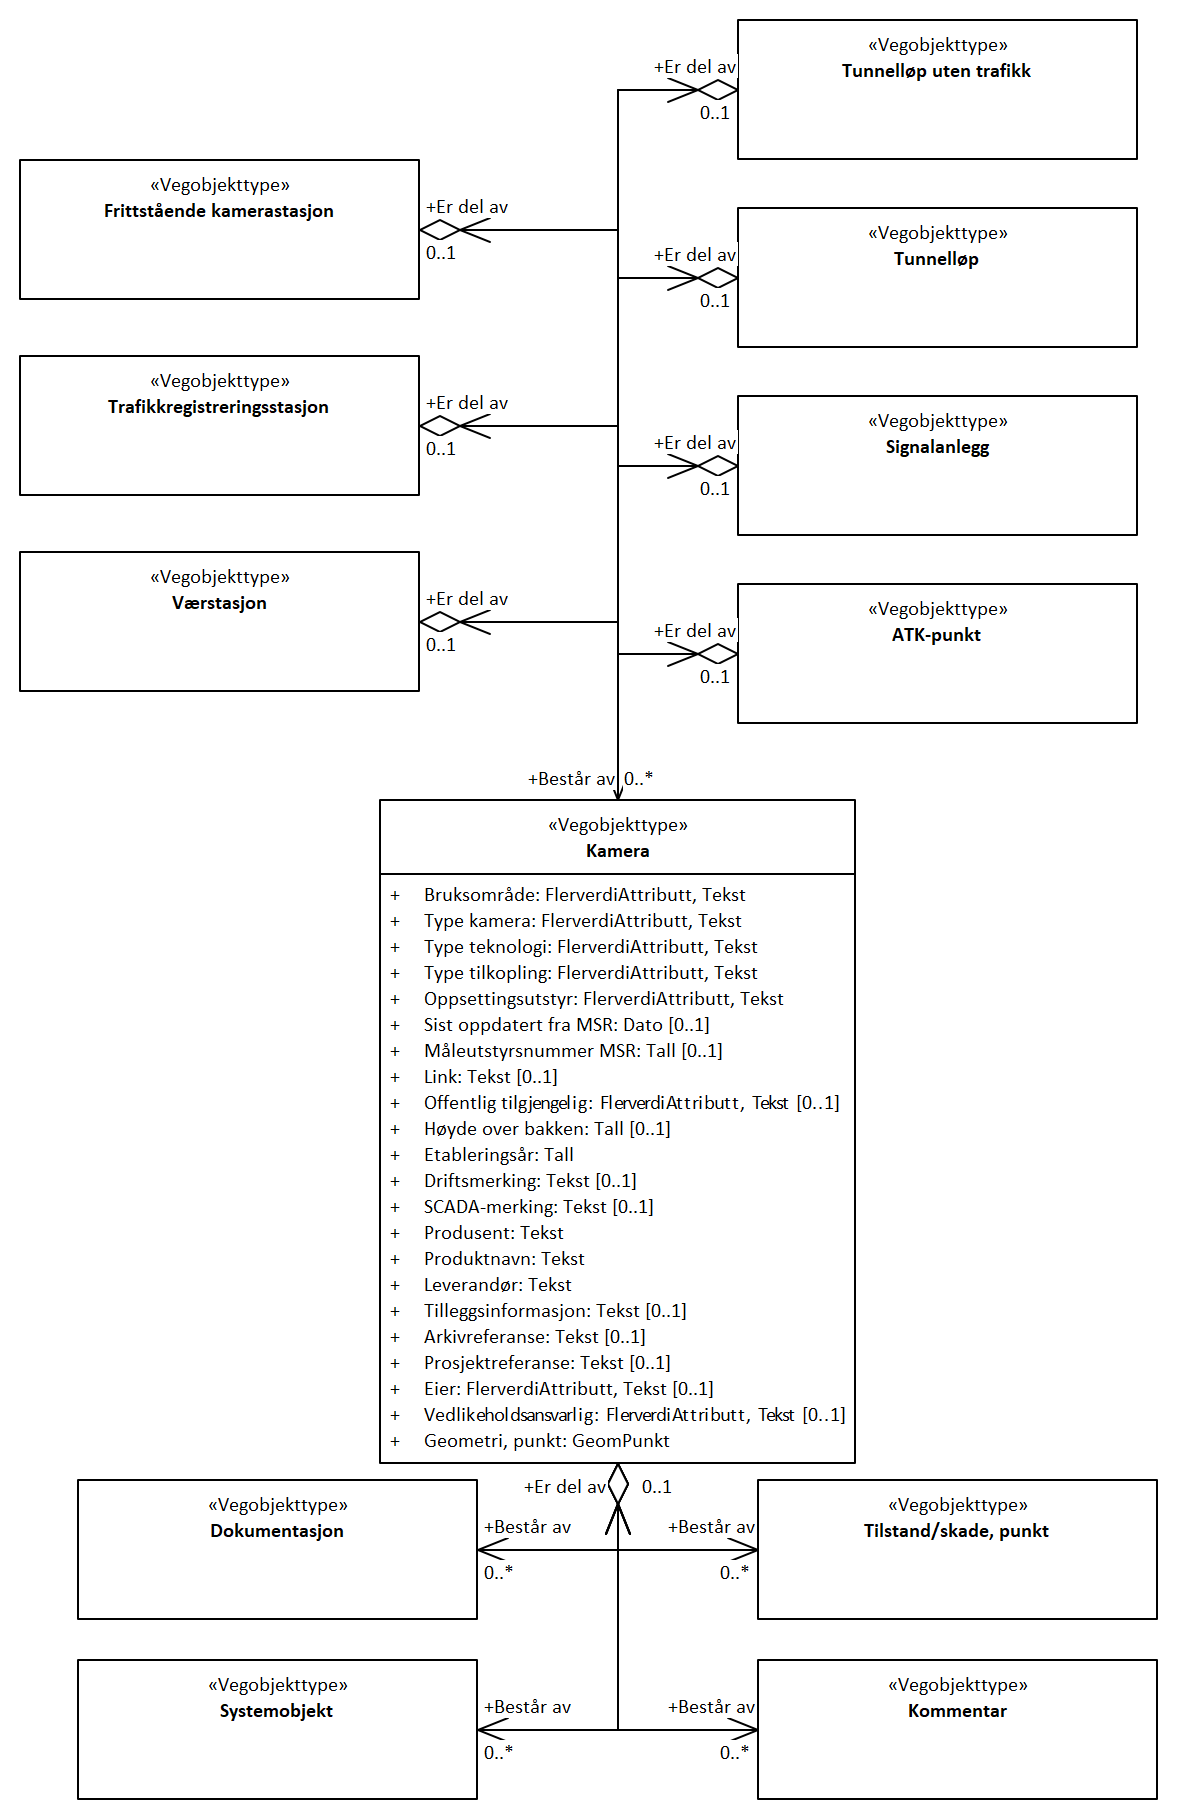 «Vegobjekttype»
Tunnelløp uten trafikk
+Er del av
0..1
«Vegobjekttype»
Frittstående kamerastasjon
+Er del av
0..1
«Vegobjekttype»
Tunnelløp
+Er del av
0..1
«Vegobjekttype»
Trafikkregistreringsstasjon
+Er del av
0..1
«Vegobjekttype»
Signalanlegg
+Er del av
0..1
«Vegobjekttype»
Værstasjon
+Er del av
0..1
«Vegobjekttype»
ATK-punkt
+Er del av
0..1
+Består av 0..*
«Vegobjekttype»
Kamera
+ Bruksområde: FlerverdiAttributt, Tekst
+ Type kamera: FlerverdiAttributt, Tekst
+ Type teknologi: FlerverdiAttributt, Tekst
+ Type tilkopling: FlerverdiAttributt, Tekst
+ Oppsettingsutstyr: FlerverdiAttributt, Tekst
+ Sist oppdatert fra MSR: Dato [0..1]
+ Måleutstyrsnummer MSR: Tall [0..1]
+ Link: Tekst [0..1]
+ Offentlig tilgjengelig: FlerverdiAttributt, Tekst [0..1]
+ Høyde over bakken: Tall [0..1]
+ Etableringsår: Tall
+ Driftsmerking: Tekst [0..1]
+ SCADA-merking: Tekst [0..1]
+ Produsent: Tekst
+ Produktnavn: Tekst
+ Leverandør: Tekst
+ Tilleggsinformasjon: Tekst [0..1]
+ Arkivreferanse: Tekst [0..1]
+ Prosjektreferanse: Tekst [0..1]
+ Eier: FlerverdiAttributt, Tekst [0..1]
+ Vedlikeholdsansvarlig: FlerverdiAttributt, Tekst [0..1]
+ Geometri, punkt: GeomPunkt
+Er del av 0..1
«Vegobjekttype»
Dokumentasjon
+Består av
0..*
«Vegobjekttype»
Tilstand/skade, punkt
+Består av
0..*
«Vegobjekttype»
Systemobjekt
+Består av
0..*
«Vegobjekttype»
Kommentar
+Består av
0..*